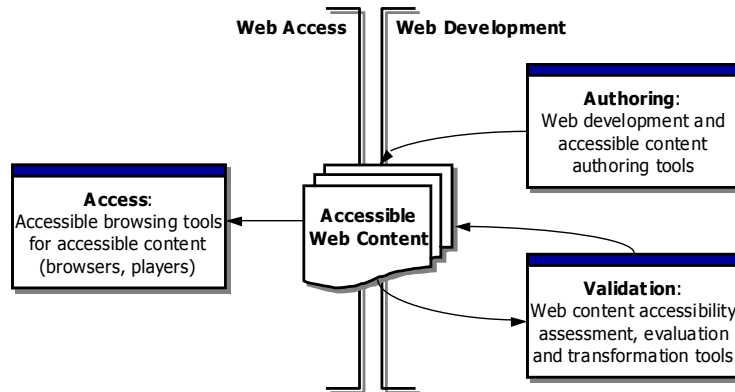 Web Access
Web Development
Authoring:
Web development and
accessible content
authoring tools
Access:
Accessible browsing tools
for accessible content
(browsers, players)
Accessible
Web Content
Validation:
Web content accessibility
assessment, evaluation
and transformation tools